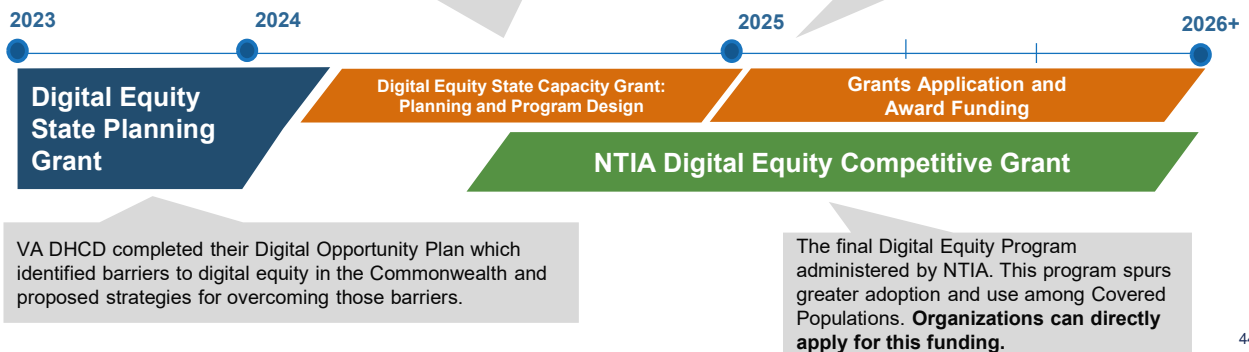 2023
2024
2025
2026+
Digital Equity
State Planning
Grant
Digital Equity State Capacity Grant:
Planning and Program Design
Grants Application and
Award Funding
NTIA Digital Equity Competitive Grant
VA DHCD completed their Digital Opportunity Plan which
identified barriers to digital equity in the Commonwealth and
proposed strategies for overcoming those barriers.
The final Digital Equity Program
administered by NTIA. This program spurs
greater adoption and use among Covered
Populations. Organizations can directly
apply for this funding.